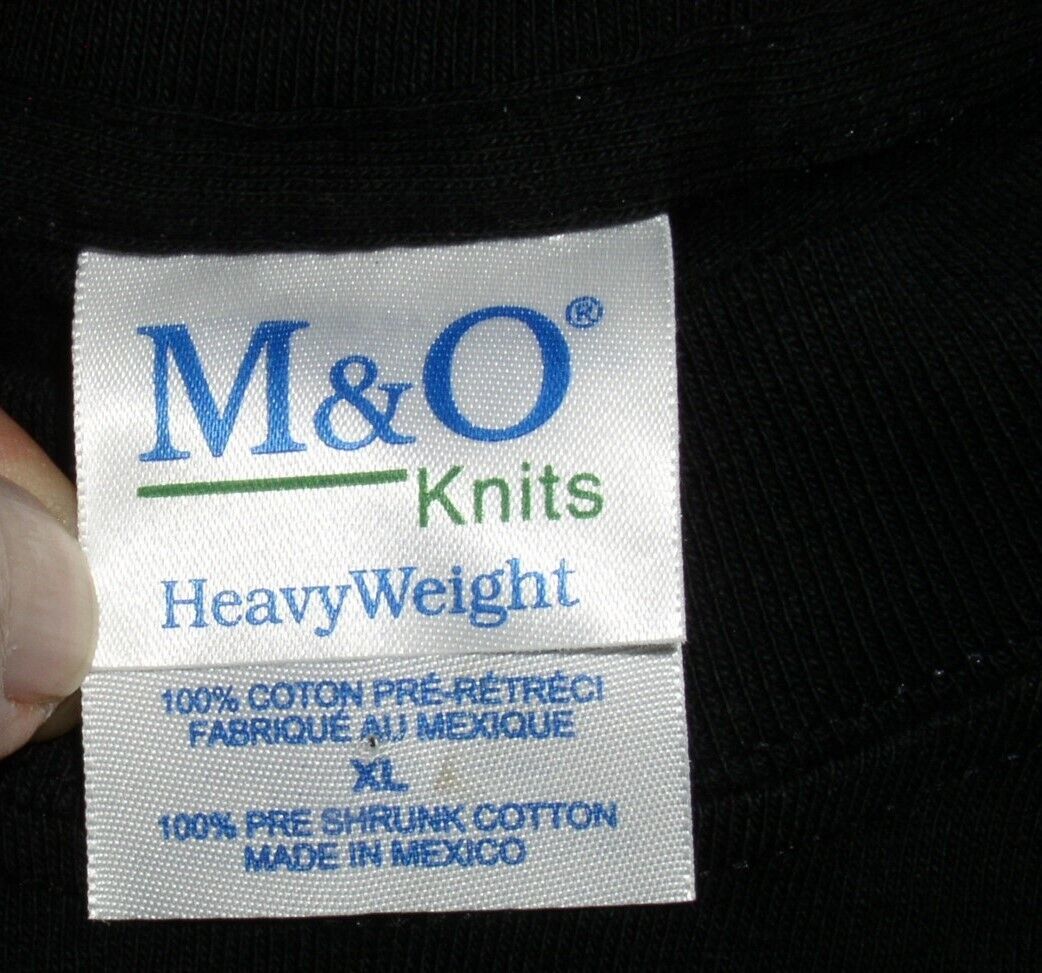 M&O®
Knits
HeavyWeight
100% COTON PRÉ-RÉTRÉCI
FABRIQUÉ AU MEXIQUE
XL
100% PRE SHRUNK COTTON
MADE IN MEXICO